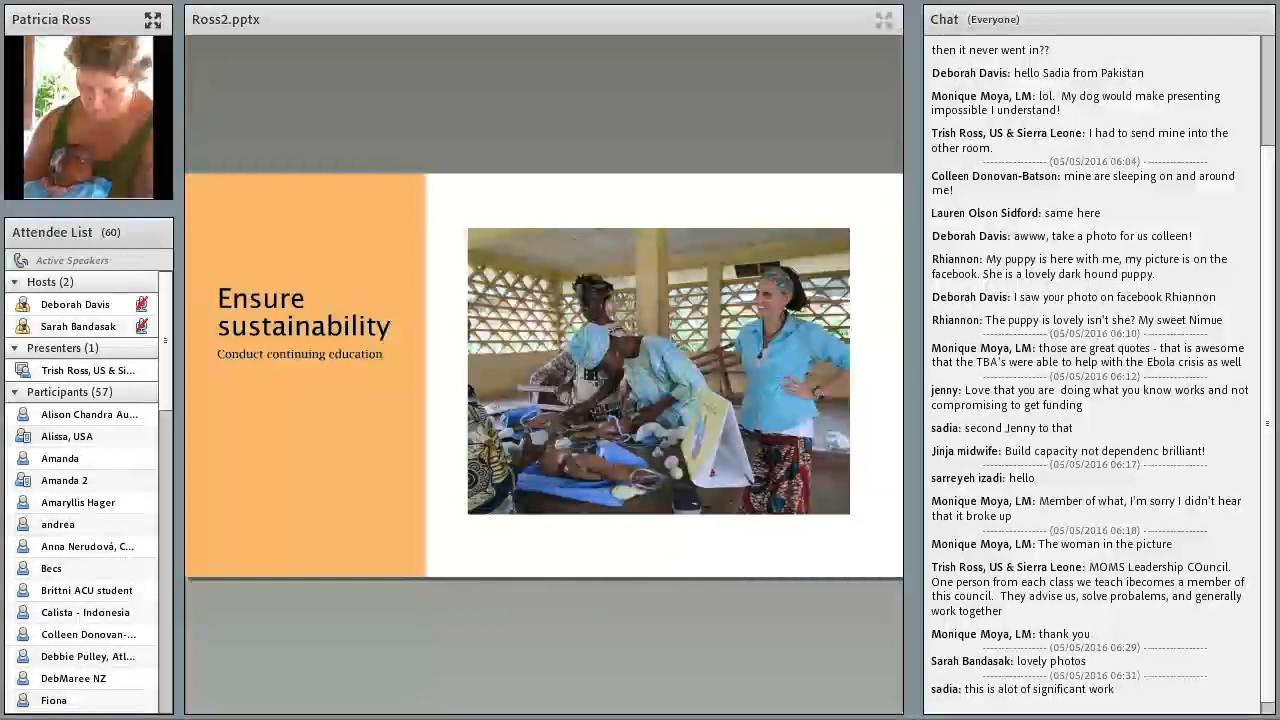 Patricia Ross
Attendee List (60)
Active Speakers
Hosts (2)
Deborah Davis
Sarah Bandasak
Presenters (1)
Trish Ross, US & Si...
Participants (57)
Alison Chandra Au...
Alissa, USA
Amanda
Amanda 2
Amaryllis Hager
andrea
Anna Nerudová, C...
Becs
Brittni ACU student
Calista - Indonesia
Colleen Donovan-...
Debbie Pulley, Atl...
DebMaree NZ
Fiona
Ross2.pptx
Ensure
sustainability
Conduct continuing education
Chat (Everyone)
then it never went in??
Deborah Davis: hello Sadia from Pakistan
Monique Moya, LM: lol. My dog would make presenting
impossible I understand!
Trish Ross, US & Sierra Leone: I had to send mine into the
other room.
------------------ (05/05/2016 06:04) ------------------
Colleen Donovan-Batson: mine are sleeping on and around
me!
Lauren Olson Sidford: same here
Deborah Davis: awww, take a photo for us colleen!
Rhiannon: My puppy is here with me, my picture is on the
facebook. She is a lovely dark hound puppy.
Deborah Davis: I saw your photo on facebook Rhiannon
Rhiannon: The puppy is lovely isn't she? My sweet Nimue
------------------ (05/05/2016 06:10) ------------------
Monique Moya, LM: those are great quotes - that is awesome
that the TBA's were able to help with the Ebola crisis as well
------------------ (05/05/2016 06:12) ------------------
jenny: Love that you are doing what you know works and not
compromising to get funding
sadia: second Jenny to that
Jinja midwife: Build capacity not dependenc brilliant!
------------------ (05/05/2016 06:17) ------------------
sarreyeh izadi: hello
Monique Moya, LM: Member of what, I'm sorry I didn't hear
that it broke up
------------------ (05/05/2016 06:18) ------------------
Monique Moya, LM: The woman in the picture
Trish Ross, US & Sierra Leone: MOMS Leadership COuncil.
One person from each class we teach ibecomes a member of
this council. They advise us, solve probalems, and generally
work together
Monique Moya, LM: thank you
------------------ (05/05/2016 06:29) ------------------
Sarah Bandasak: lovely photos
------------------ (05/05/2016 06:31) ------------------
sadia: this is alot of significant work